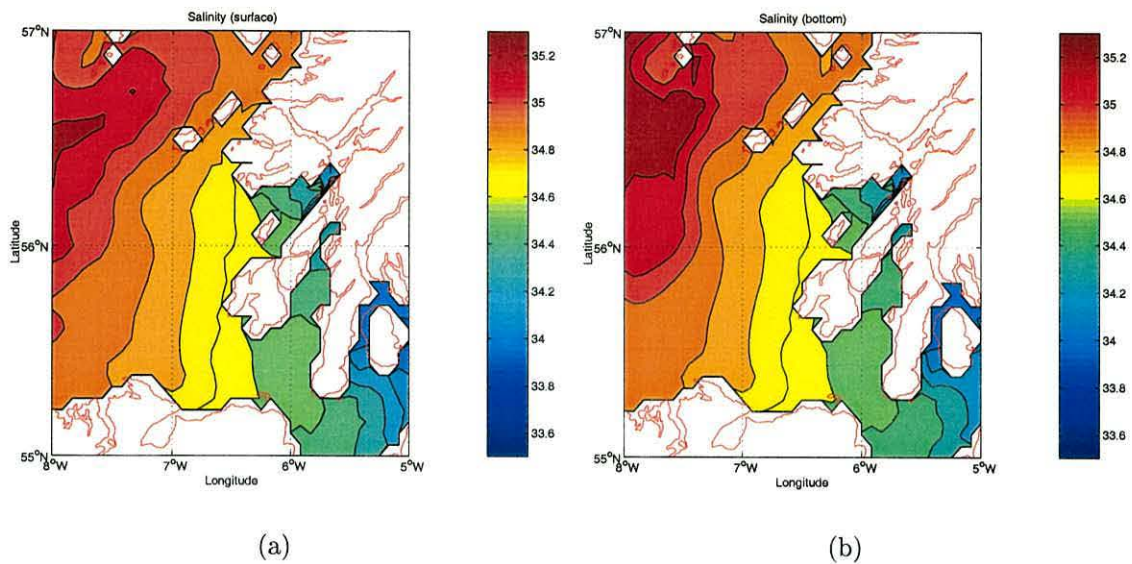 Salinity (surface)
57°N
56°N
55°N
Latitude
8°W 7°W 6°W 5°W
Longitude
35.2
35
34.8
34.6
34.4
34.2
34
33.8
33.6
(a)
Salinity (bottom)
57°N
56°N
55°N
Latitude
8°W 7°W 6°W 5°W
Longitude
35.2
35
34.8
34.6
34.4
34.2
34
33.8
33.6
(b)